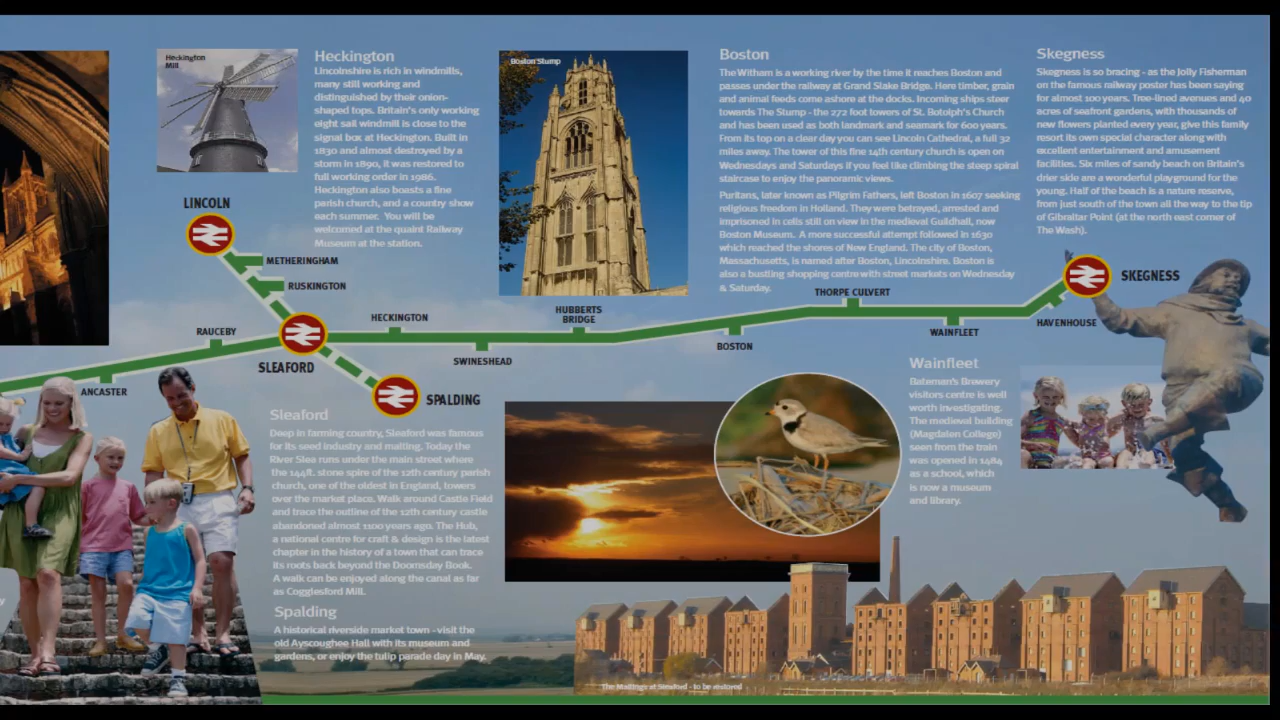 Heckington
Mill
Heckington
Lincolnshire is rich in windmills,
many still working and
distinguished by their onion-
shaped tops. Britain's only working
eight sail windmill is close to the
signal box at Heckington. Built in
1830 and almost destroyed by a
storm in 1890, it was restored to
full working order in 1986.
Heckington also boasts a fine
parish church, and a country show
each summer. You will be
welcomed at the quaint Railway
Museum at the station.
Boston Stump
Boston
The Witham is a working river by the time it reaches Boston and
passes under the railway at Grand Slake Bridge. Here timber, grain
and animal feeds come ashore at the docks. Incoming ships steer
towards The Stump - the 272 foot towers of St. Botolph's Church
and has been used as both landmark and seamark for 600 years.
From its top on a clear day you can see Lincoln Cathedral, a full 32
miles away. The tower of this fine 14th century church is open on
Wednesdays and Saturdays if you feel like climbing the steep spiral
staircase to enjoy the panoramic views.
Puritans, later known as Pilgrim Fathers, left Boston in 1607 seeking
religious freedom in Holland. They were betrayed, arrested and
imprisoned in cells still on view in the medieval Guildhall, now
Boston Museum. A more successful attempt followed in 1630
which reached the shores of New England. The city of Boston,
Massachusetts, is named after Boston, Lincolnshire. Boston is
also a bustling shopping centre with street markets on Wednesday
& Saturday.
Skegness
Skegness is so bracing - as the Jolly Fisherman
on the famous railway poster has been saying
for almost 100 years. Tree-lined avenues and 40
acres of seafront gardens, with thousands of
new flowers planted every year, give this family
resort its own special character along with
excellent entertainment and amusement
facilities. Six miles of sandy beach on Britain's
drier side are a wonderful playground for the
young. Half of the beach is a nature reserve,
from just south of the town all the way to the tip
of Gibraltar Point (at the north east corner of
The Wash).
LINCOLN
METHERINGHAM
RUSKINGTON
RAUCEBY
HECKINGTON
HUBBERTS
BRIDGE
THORPE CULVERT
SKEGNESS
HAVENHOUSE
WAINFLEET
BOSTON
SWINESHEAD
SLEAFORD
ANCASTER
SPALDING
Sleaford
Deep in farming country, Sleaford was famous
for its seed industry and malting. Today the
River Slea runs under the main street where
the 144ft. stone spire of the 12th century parish
church, one of the oldest in England, towers
over the market place. Walk around Castle Field
and trace the outline of the 12th century castle
abandoned almost 1100 years ago. The Hub,
a national centre for craft & design is the latest
chapter in the history of a town that can trace
its roots back beyond the Doomsday Book.
A walk can be enjoyed along the canal as far
as Cogglesford Mill.
Spalding
A historical riverside market town - visit the
old Ayscoughee Hall with its museum and
gardens, or enjoy the tulip parade day in May.
Wainfleet
Bateman's Brewery
visitors centre is well
worth investigating.
The medieval building
(Magdalen College)
seen from the train
was opened in 1484
as a school, which
is now a museum
and library.
The Maltings at Sleaford - to be restored